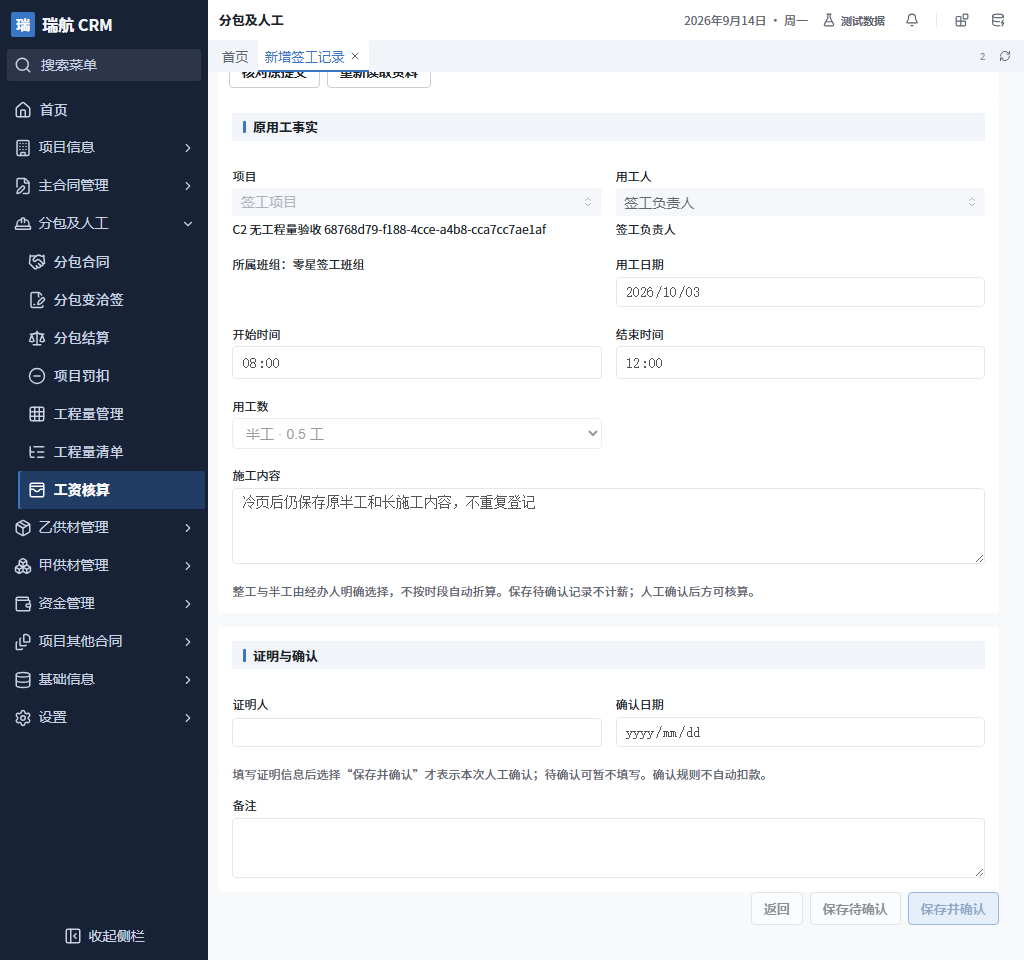 瑞 瑞航 CRM
搜索菜单
首页
项目信息
主合同管理
分包及人工
分包合同
分包变洽签
分包结算
项目罚扣
工程量管理
工程量清单
工资核算
乙供材管理
甲供材管理
资金管理
项目其他合同
基础信息
设置
收起侧栏
分包及人工
2026年9月14日 · 周一 测试数据
首页 新增签工记录 × 2
核对原提交 重新读取资料
原用工事实
项目 用工人
签工项目 签工负责人
C2 无工程量验收 68768d79-f188-4cce-a4b8-cca7cc7ae1af 签工负责人
所属班组：零星签工班组 用工日期
2026/10/03
开始时间 结束时间
08:00 12:00
用工数
半工 · 0.5 工
施工内容
冷页后仍保存原半工和长施工内容，不重复登记
整工与半工由经办人明确选择，不按时段自动折算。保存待确认记录不计薪；人工确认后方可核算。
证明与确认
证明人 确认日期
yyyy/mm/dd
填写证明信息后选择“保存并确认”才表示本次人工确认；待确认可暂不填写。确认规则不自动扣款。
备注
返回 保存待确认 保存并确认